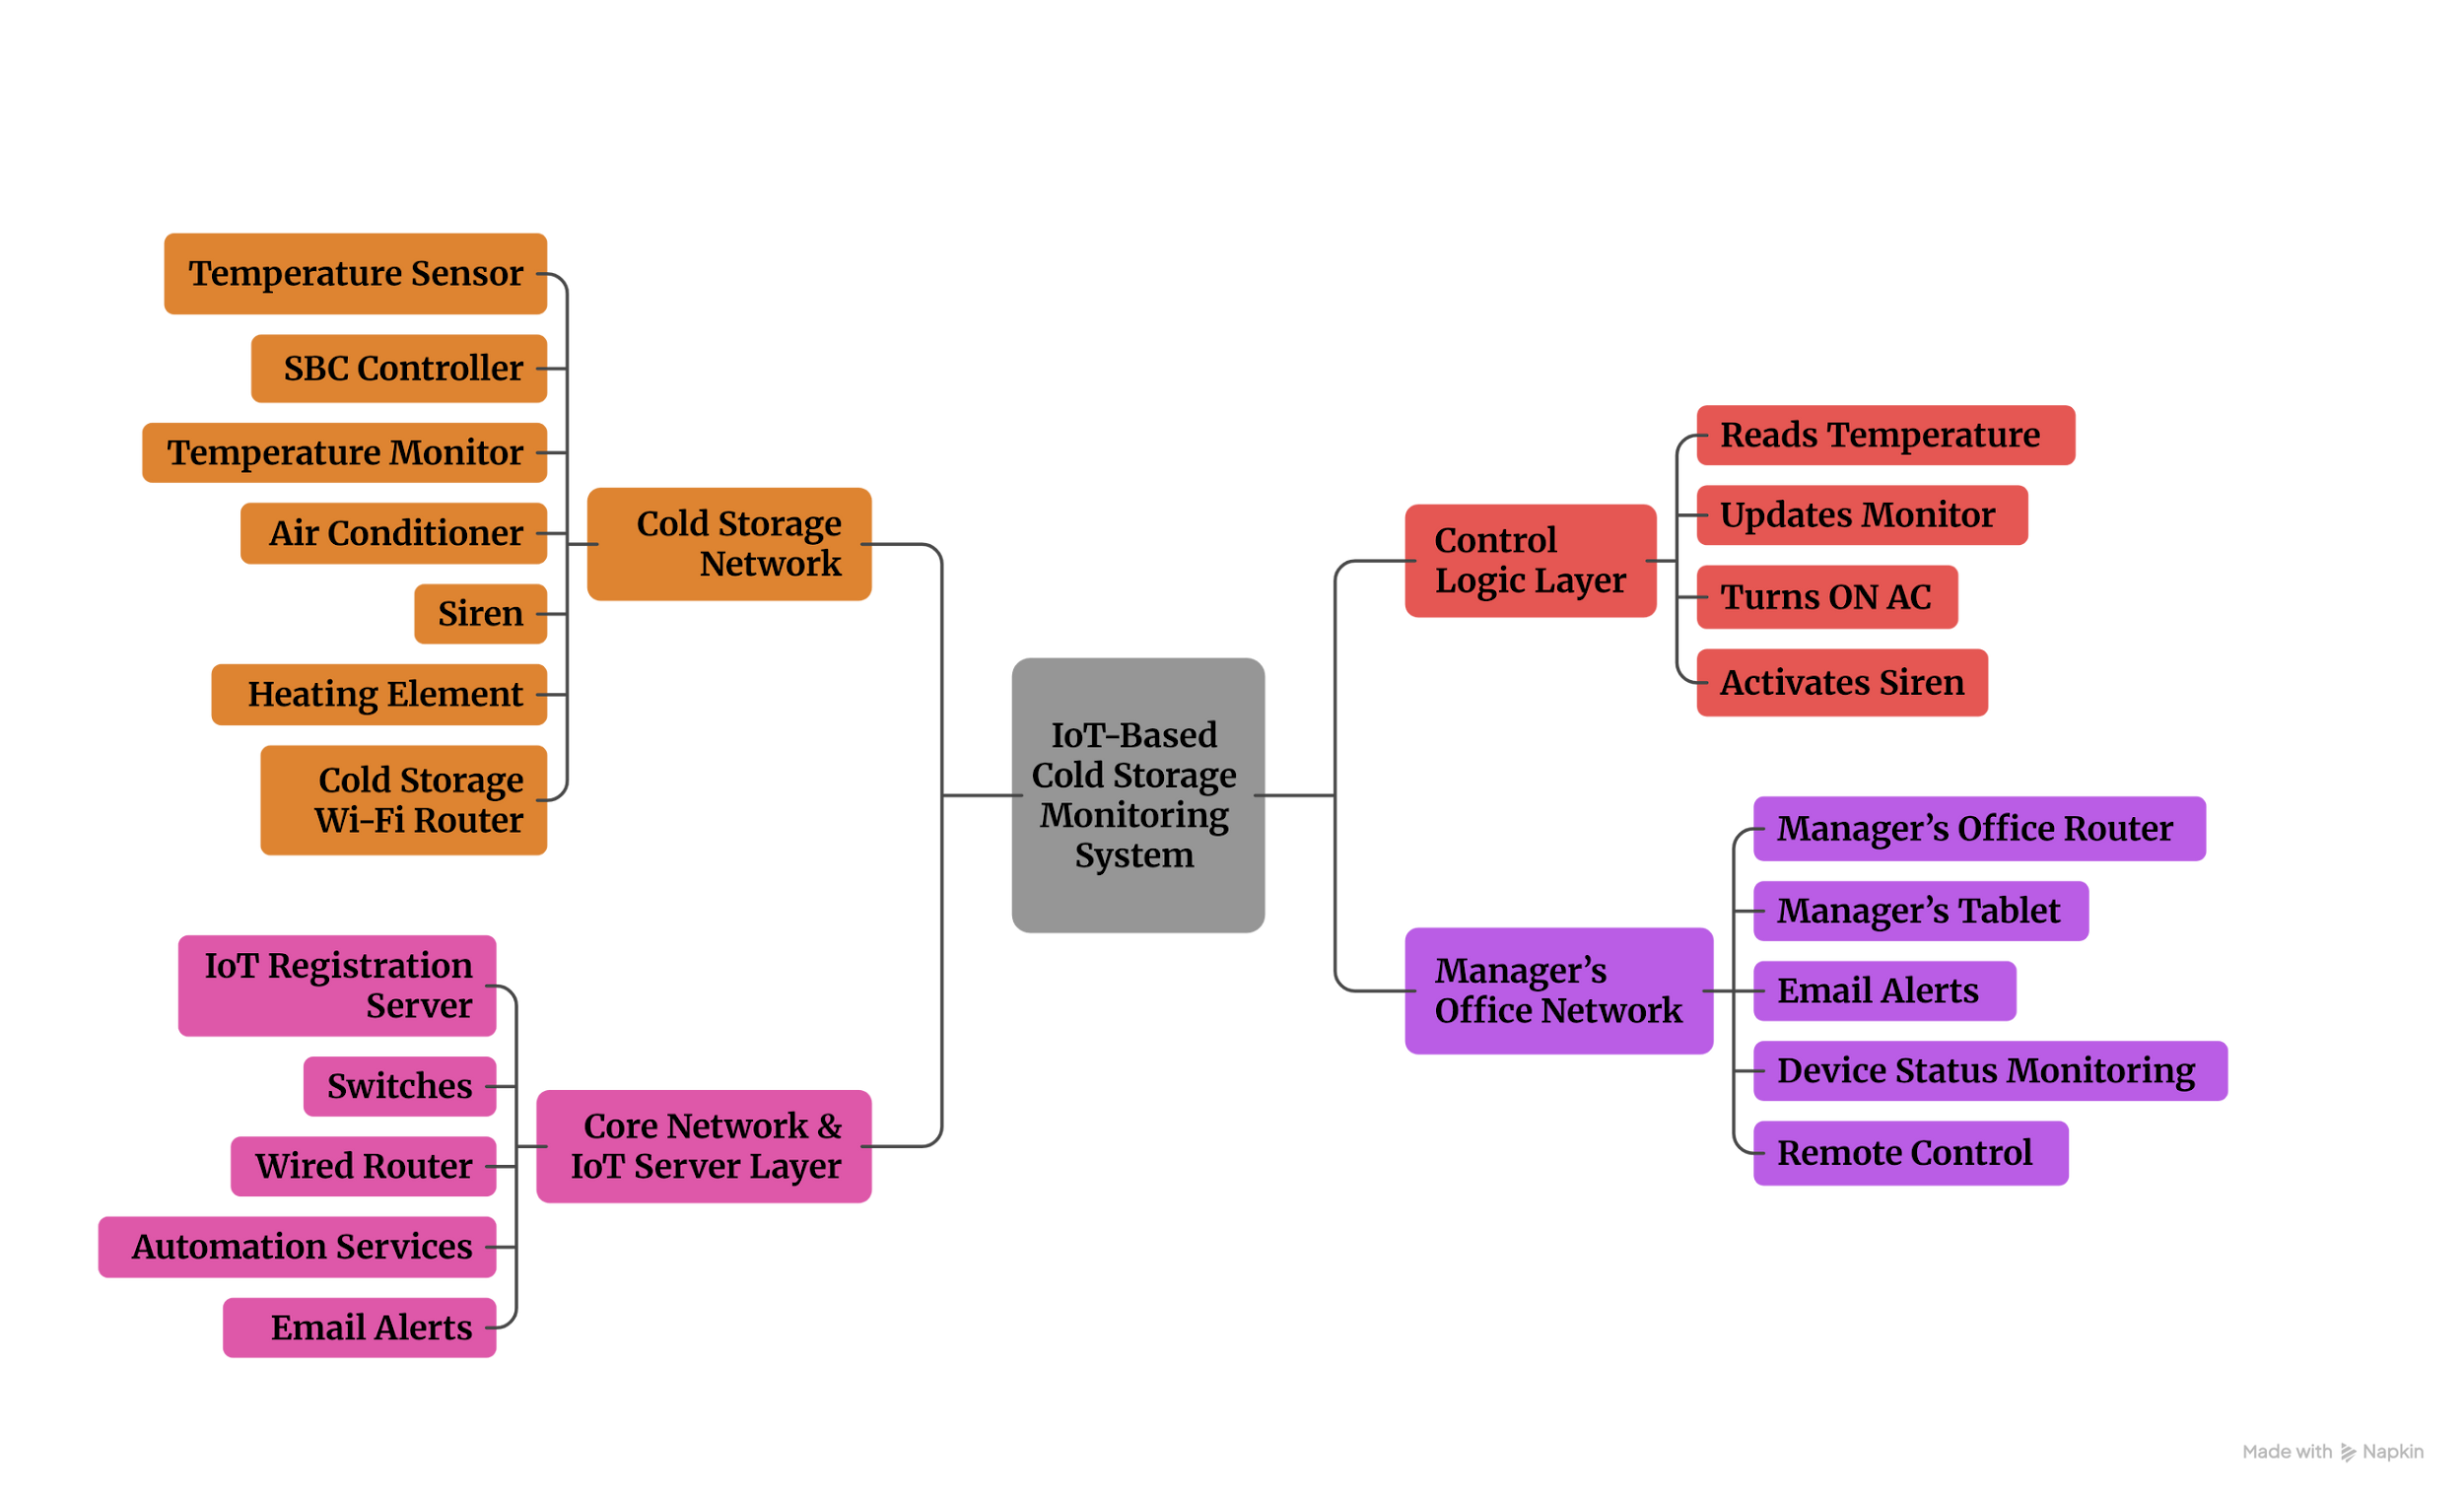 Temperature Sensor
SBC Controller
Temperature Monitor
Air Conditioner
Siren
Heating Element
Cold Storage
Wi-Fi Router
Cold Storage
Network
IoT Registration
Server
Switches
Wired Router
Automation Services
Email Alerts
Core Network &
IoT Server Layer
IoT-Based
Cold Storage
Monitoring
System
Control
Logic Layer
Reads Temperature
Updates Monitor
Turns ON AC
Activates Siren
Manager’s
Office Network
Manager’s Office Router
Manager’s Tablet
Email Alerts
Device Status Monitoring
Remote Control
Made with Napkin